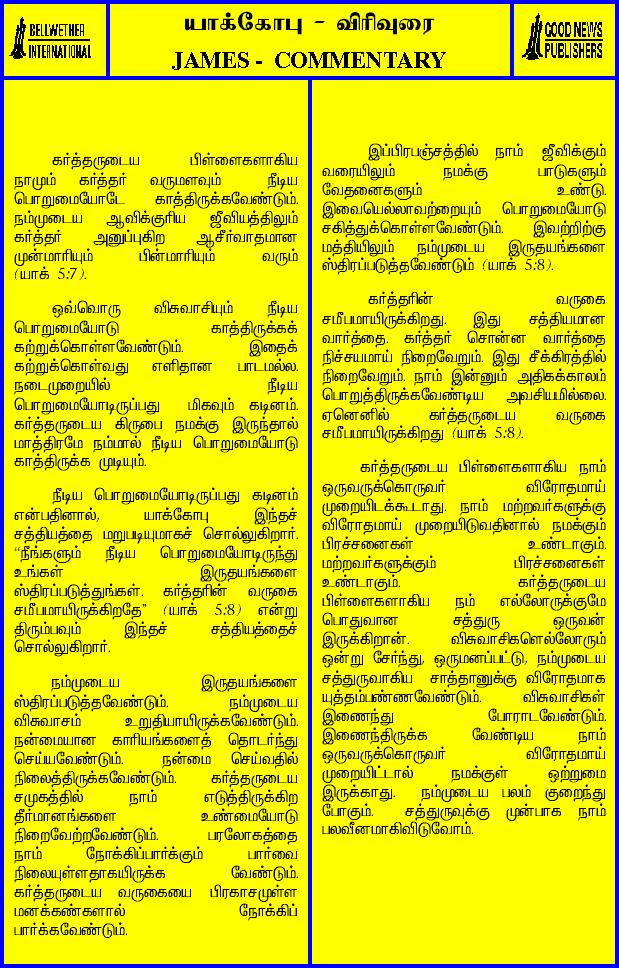 BELLWETHER
INTERNATIONAL
யாக்கோபு - விரிவுரை
JAMES - COMMENTARY
GOOD NEWS
PUBLISHERS
கர்த்தருடைய பிள்ளைகளாகிய
நாமும் கர்த்தர் வருமளவும் நீடிய
பொறுமையோடே காத்திருக்கவேண்டும்.
நம்முடைய ஆவிக்குரிய ஜீவியத்திலும்
கர்த்தர் அனுப்புகிற ஆசீர்வாதமான
முன்மாரியும் பின்மாரியும் வரும்
(யாக் 5:7).
ஒவ்வொரு விசுவாசியும் நீடிய
பொறுமையோடு காத்திருக்கக்
கற்றுக்கொள்ளவேண்டும். இதைக்
கற்றுக்கொள்வது எளிதான பாடமல்ல.
நடைமுறையில் நீடிய
பொறுமையோடிருப்பது மிகவும் கடினம்.
கர்த்தருடைய கிருபை நமக்கு இருந்தால்
மாத்திரமே நம்மால் நீடிய பொறுமையோடு
காத்திருக்க முடியும்.
நீடிய பொறுமையோடிருப்பது கடினம்
என்பதினால், யாக்கோபு இந்தச்
சத்தியத்தை மறுபடியுமாகச் சொல்லுகிறார்.
“நீங்களும் நீடிய பொறுமையோடிருந்து
உங்கள் இருதயங்களை
ஸ்திரப்படுத்துங்கள். கர்த்தரின் வருகை
சமீபமாயிருக்கிறதே” (யாக் 5:8) என்று
திரும்பவும் இந்தச் சத்தியத்தைச்
சொல்லுகிறார்.
நம்முடைய இருதயங்களை
ஸ்திரப்படுத்தவேண்டும். நம்முடைய
விசுவாசம் உறுதியாயிருக்கவேண்டும்.
நன்மையான காரியங்களைத் தொடர்ந்து
செய்யவேண்டும். நன்மை செய்வதில்
நிலைத்திருக்கவேண்டும். கர்த்தருடைய
சமுகத்தில் நாம் எடுத்திருக்கிற
தீர்மானங்களை உண்மையோடு
நிறைவேற்றவேண்டும். பரலோகத்தை
நாம் நோக்கிப்பார்க்கும் பார்வை
நிலையுள்ளதாகயிருக்க வேண்டும்.
கர்த்தருடைய வருகையை பிரகாசமுள்ள
மனக்கண்களால் நோக்கிப்
பார்க்கவேண்டும்.
இப்பிரபஞ்சத்தில் நாம் ஜீவிக்கும்
வரையிலும் நமக்கு பாடுகளும்
வேதனைகளும் உண்டு.
இவையெல்லாவற்றையும் பொறுமையோடு
சகித்துக்கொள்ளவேண்டும். இவற்றிற்கு
மத்தியிலும் நம்முடைய இருதயங்களை
ஸ்திரப்படுத்தவேண்டும் (யாக் 5:8).
கர்த்தரின் வருகை
சமீபமாயிருக்கிறது. இது சத்தியமான
வார்த்தை. கர்த்தர் சொன்ன வார்த்தை
நிச்சயமாய் நிறைவேறும். இது சீக்கிரத்தில்
நிறைவேறும். நாம் இன்னும் அதிகக்காலம்
பொறுத்திருக்கவேண்டிய அவசியமில்லை.
ஏனெனில் கர்த்தருடைய வருகை
சமீபமாயிருக்கிறது (யாக் 5:8).
கர்த்தருடைய பிள்ளைகளாகிய நாம்
ஒருவருக்கொருவர் விரோதமாய்
முறையிடக்கூடாது. நாம் மற்றவர்களுக்கு
விரோதமாய் முறையிடுவதினால் நமக்கும்
பிரச்சனைகள் உண்டாகும்.
மற்றவர்களுக்கும் பிரச்சனைகள்
உண்டாகும். கர்த்தருடைய
பிள்ளைகளாகிய நம் எல்லோருக்குமே
பொதுவான சத்துரு ஒருவன்
இருக்கிறான். விசுவாசிகளெல்லோரும்
ஒன்று சேர்ந்து, ஒருமனப்பட்டு, நம்முடைய
சத்துருவாகிய சாத்தானுக்கு விரோதமாக
யுத்தம்பண்ணவேண்டும். விசுவாசிகள்
இணைந்து போராடவேண்டும்.
இணைந்திருக்க வேண்டிய நாம்
ஒருவருக்கொருவர் விரோதமாய்
முறையிட்டால் நமக்குள் ஒற்றுமை
இருக்காது. நம்முடைய பலம் குறைந்து
போகும். சத்துருவுக்கு முன்பாக நாம்
பலவீனமாகிவிடுவோம்.